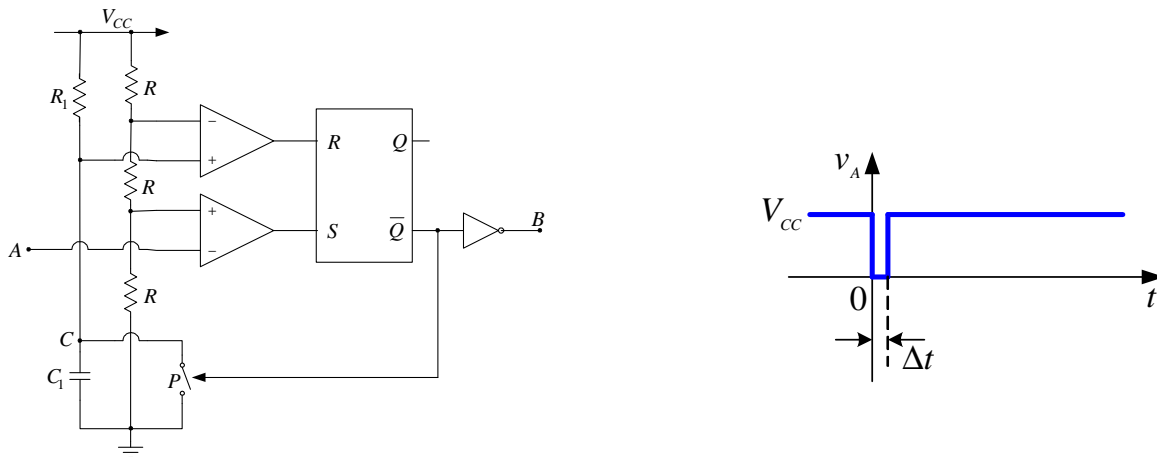 V_CC
R
R_1
−
+
R
Q
R
+
−
S
Q̅
B
A
R
C
C_1
P
v_A
V_CC
0
t
Δt